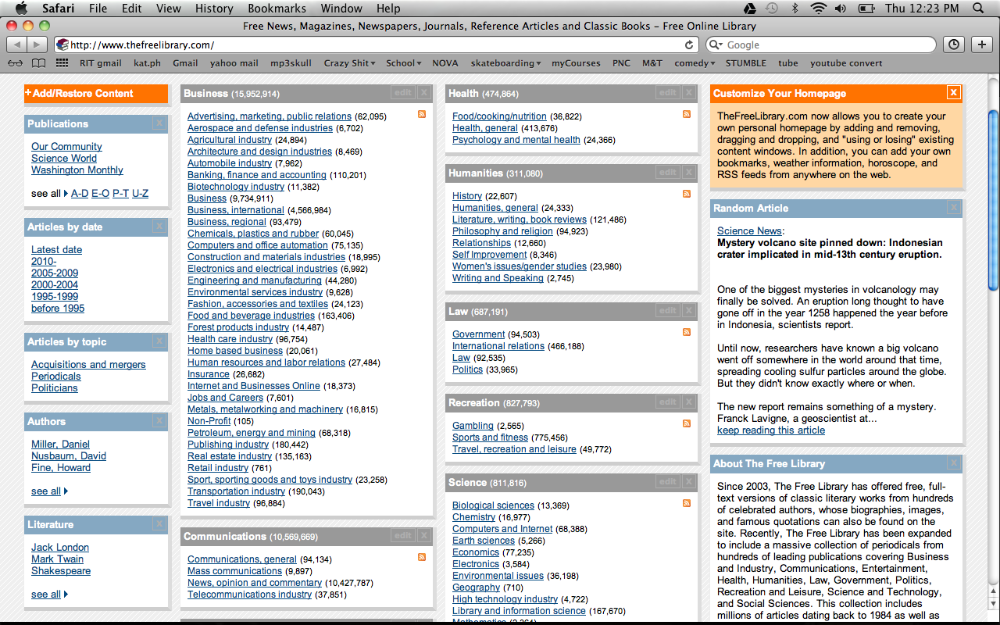 Safari File Edit View History Bookmarks Window Help Thu 12:23 PM
Free News, Magazines, Newspapers, Journals, Reference Articles and Classic Books – Free Online Library
http://www.thefreelibrary.com/
Google
RIT gmail kat.ph Gmail yahoo mail mp3skull Crazy Shit▾ School▾ NOVA skateboarding▾ myCourses PNC M&T comedy▾ STUMBLE tube youtube convert
+Add/Restore Content
Publications X
Our Community
Science World
Washington Monthly
see all A-D E-O P-T U-Z
Articles by date X
Latest date
2010-
2005-2009
2000-2004
1995-1999
before 1995
Articles by topic X
Acquisitions and mergers
Periodicals
Politicians
Authors X
Miller, Daniel
Nusbaum, David
Fine, Howard
see all
Literature X
Jack London
Mark Twain
Shakespeare
see all
Business (15,952,914) edit X
Advertising, marketing, public relations (62,095)
Aerospace and defense industries (6,702)
Agricultural industry (24,894)
Architecture and design industries (8,469)
Automobile industry (7,962)
Banking, finance and accounting (110,201)
Biotechnology industry (11,382)
Business (9,734,911)
Business, international (4,566,984)
Business, regional (93,479)
Chemicals, plastics and rubber (60,045)
Computers and office automation (75,135)
Construction and materials industries (18,995)
Electronics and electrical industries (6,992)
Engineering and manufacturing (44,280)
Environmental services industry (9,628)
Fashion, accessories and textiles (24,123)
Food and beverage industries (163,406)
Forest products industry (14,487)
Health care industry (96,754)
Home based business (20,061)
Human resources and labor relations (27,484)
Insurance (26,682)
Internet and Businesses Online (18,373)
Jobs and Careers (7,601)
Metals, metalworking and machinery (16,815)
Non-Profit (105)
Petroleum, energy and mining (68,318)
Publishing industry (180,442)
Real estate industry (135,163)
Retail industry (761)
Sport, sporting goods and toys industry (23,258)
Transportation industry (190,043)
Travel industry (96,884)
Communications (10,569,669) edit X
Communications, general (94,134)
Mass communications (9,897)
News, opinion and commentary (10,427,787)
Telecommunications industry (37,851)
Health (474,864) edit X
Food/cooking/nutrition (36,822)
Health, general (413,676)
Psychology and mental health (24,366)
Humanities (311,080) edit X
History (22,607)
Humanities, general (24,333)
Literature, writing, book reviews (121,486)
Philosophy and religion (94,923)
Relationships (12,660)
Self Improvement (8,346)
Women's issues/gender studies (23,980)
Writing and Speaking (2,745)
Law (687,191) edit X
Government (94,503)
International relations (466,188)
Law (92,535)
Politics (33,965)
Recreation (827,793) edit X
Gambling (2,565)
Sports and fitness (775,456)
Travel, recreation and leisure (49,772)
Science (811,816) edit X
Biological sciences (13,369)
Chemistry (16,977)
Computers and Internet (68,388)
Earth sciences (5,266)
Economics (77,235)
Electronics (3,584)
Environmental issues (36,198)
Geography (710)
High technology industry (4,722)
Library and information science (167,670)
Customize Your Homepage X
TheFreeLibrary.com now allows you to create
your own personal homepage by adding and removing,
dragging and dropping, and "using or losing" existing
content windows. In addition, you can add your own
bookmarks, weather information, horoscope, and
RSS feeds from anywhere on the web.
Random Article X
Science News:
Mystery volcano site pinned down: Indonesian
crater implicated in mid-13th century eruption.
One of the biggest mysteries in volcanology may
finally be solved. An eruption long thought to have
gone off in the year 1258 happened the year before
in Indonesia, scientists report.
Until now, researchers have known a big volcano
went off somewhere in the world around that time,
spreading cooling sulfur particles around the globe.
But they didn't know exactly where or when.
The new report remains something of a mystery.
Franck Lavigne, a geoscientist at...
keep reading this article
About The Free Library X
Since 2003, The Free Library has offered free, full-
text versions of classic literary works from hundreds
of celebrated authors, whose biographies, images,
and famous quotations can also be found on the
site. Recently, The Free Library has been expanded
to include a massive collection of periodicals from
hundreds of leading publications covering Business
and Industry, Communications, Entertainment,
Health, Humanities, Law, Government, Politics,
Recreation and Leisure, Science and Technology,
and Social Sciences. This collection includes
millions of articles dating back to 1984 as well as